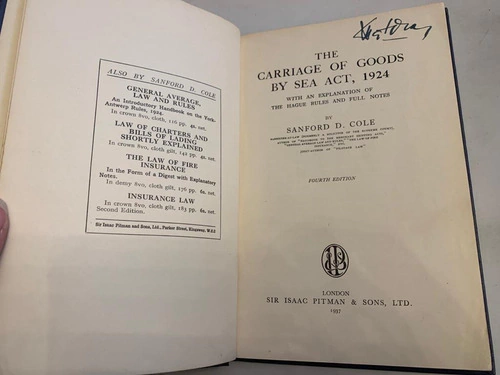 ALSO BY SANFORD D. COLE
GENERAL AVERAGE,
LAW AND RULES
An Introductory Handbook on the York-
Antwerp Rules, 1924.
In crown 8vo, cloth, 116 pp. 4s. net.
LAW OF CHARTERS AND
BILLS OF LADING
SHORTLY EXPLAINED
In crown 8vo, cloth gilt, 142 pp. 4s. net.
THE LAW OF FIRE
INSURANCE
In the Form of a Digest with Explanatory
Notes.
In demy 8vo, cloth gilt, 176 pp. 6s. net.
INSURANCE LAW
In crown 8vo, cloth gilt, 183 pp. 6s. net.
Second Edition.
Sir Isaac Pitman and Sons, Ltd., Parker Street, Kingsway, W.C.2
THE
CARRIAGE OF GOODS
BY SEA ACT, 1924
WITH AN EXPLANATION OF
THE HAGUE RULES AND FULL NOTES
BY
SANFORD D. COLE
FOURTH EDITION
LONDON
SIR ISAAC PITMAN & SONS, LTD.
1937